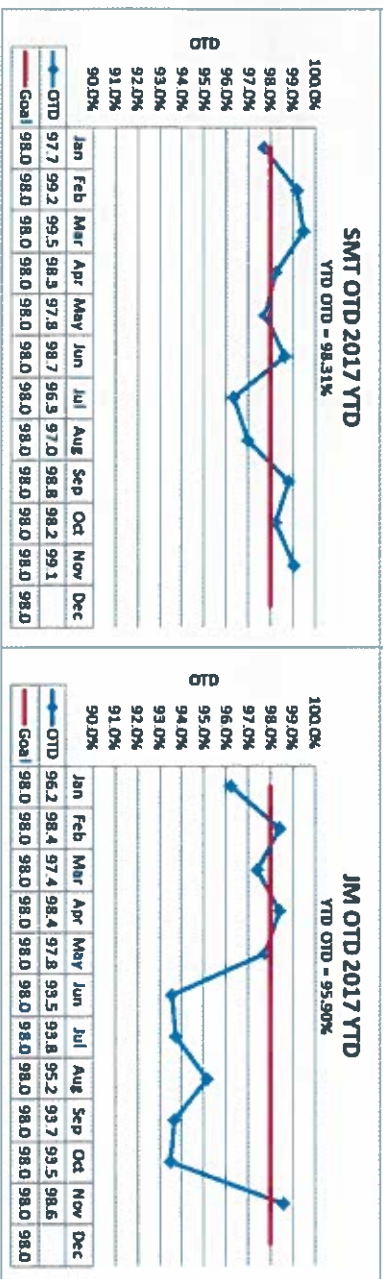 SMT OTD 2017 YTD
YTD OTD = 98.31%
OTD
100.0%
99.0%
98.0%
97.0%
96.0%
95.0%
94.0%
93.0%
92.0%
91.0%
90.0%
Jan Feb Mar Apr May Jun Jul Aug Sep Oct Nov Dec
OTD 97.7 99.2 99.5 98.3 97.8 98.7 96.3 97.0 98.8 98.2 99.1
Goal 98.0 98.0 98.0 98.0 98.0 98.0 98.0 98.0 98.0 98.0 98.0 98.0
JM OTD 2017 YTD
YTD OTD = 95.90%
OTD
100.0%
99.0%
98.0%
97.0%
96.0%
95.0%
94.0%
93.0%
92.0%
91.0%
90.0%
Jan Feb Mar Apr May Jun Jul Aug Sep Oct Nov Dec
OTD 96.2 98.4 97.4 98.4 97.8 93.5 93.8 95.2 93.7 93.5 98.6
Goal 98.0 98.0 98.0 98.0 98.0 98.0 98.0 98.0 98.0 98.0 98.0 98.0